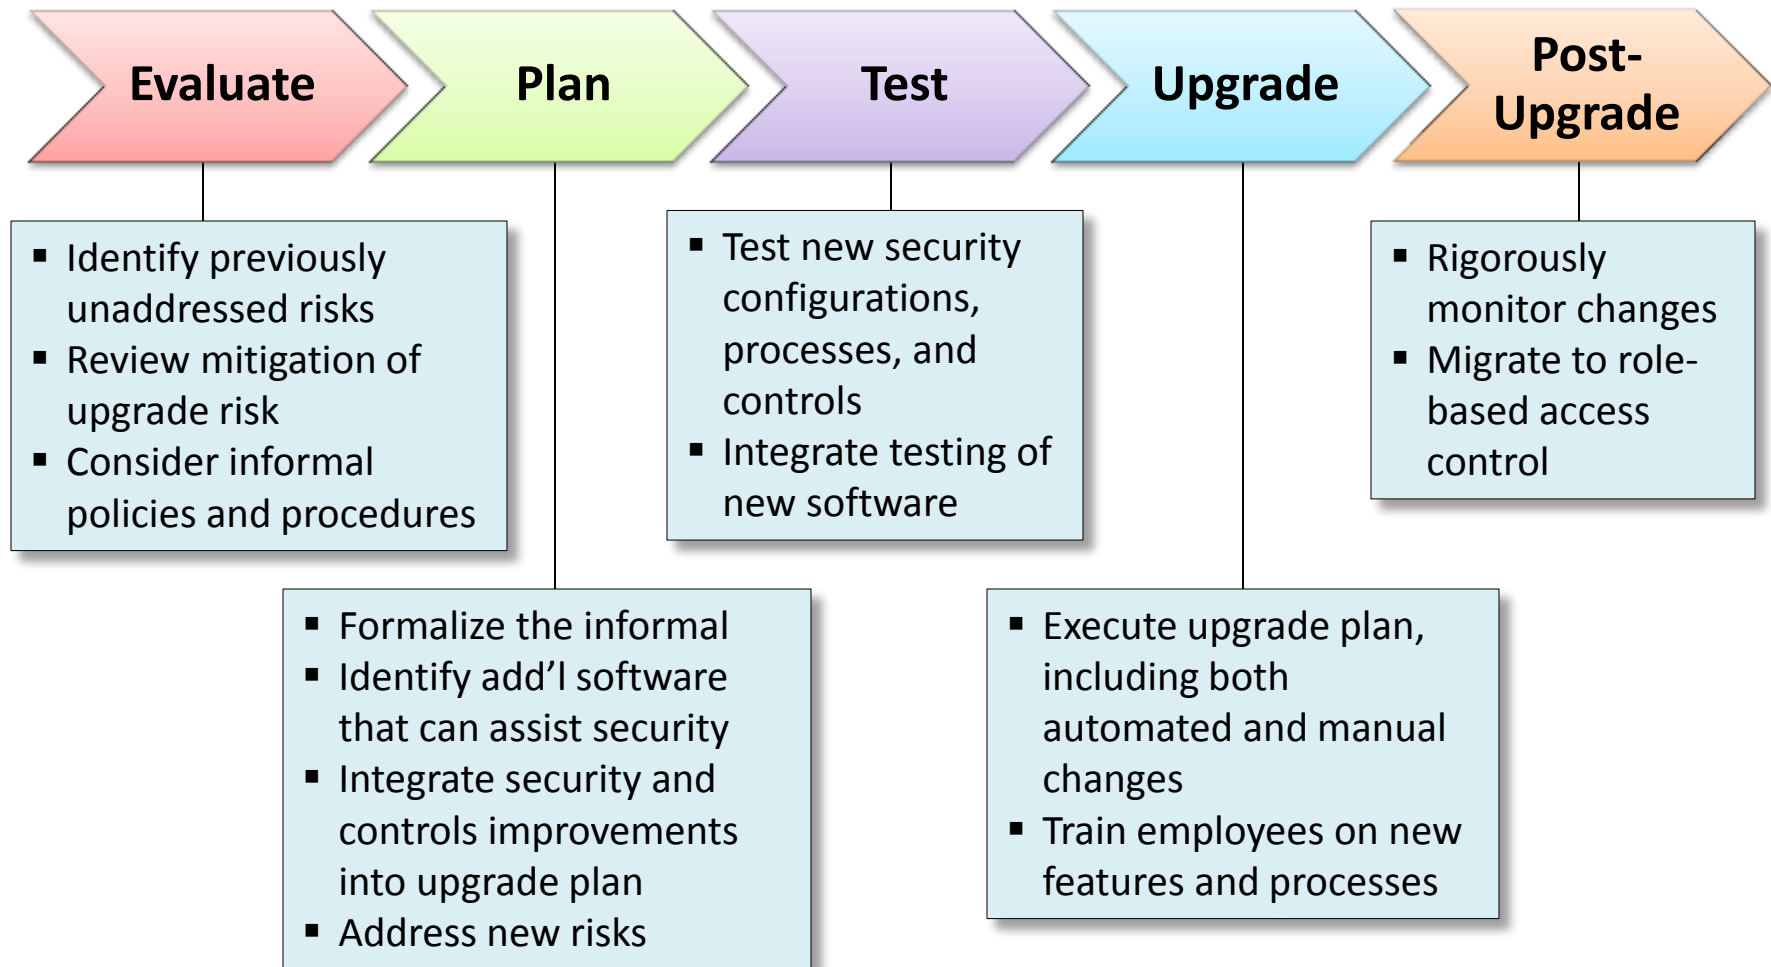 Evaluate
Plan
Test
Upgrade
Post-
Upgrade
▪ Identify previously
unaddressed risks
▪ Review mitigation of
upgrade risk
▪ Consider informal
policies and procedures
▪ Formalize the informal
▪ Identify add’l software
that can assist security
▪ Integrate security and
controls improvements
into upgrade plan
▪ Address new risks
▪ Test new security
configurations,
processes, and
controls
▪ Integrate testing of
new software
▪ Execute upgrade plan,
including both
automated and manual
changes
▪ Train employees on new
features and processes
▪ Rigorously
monitor changes
▪ Migrate to role-
based access
control